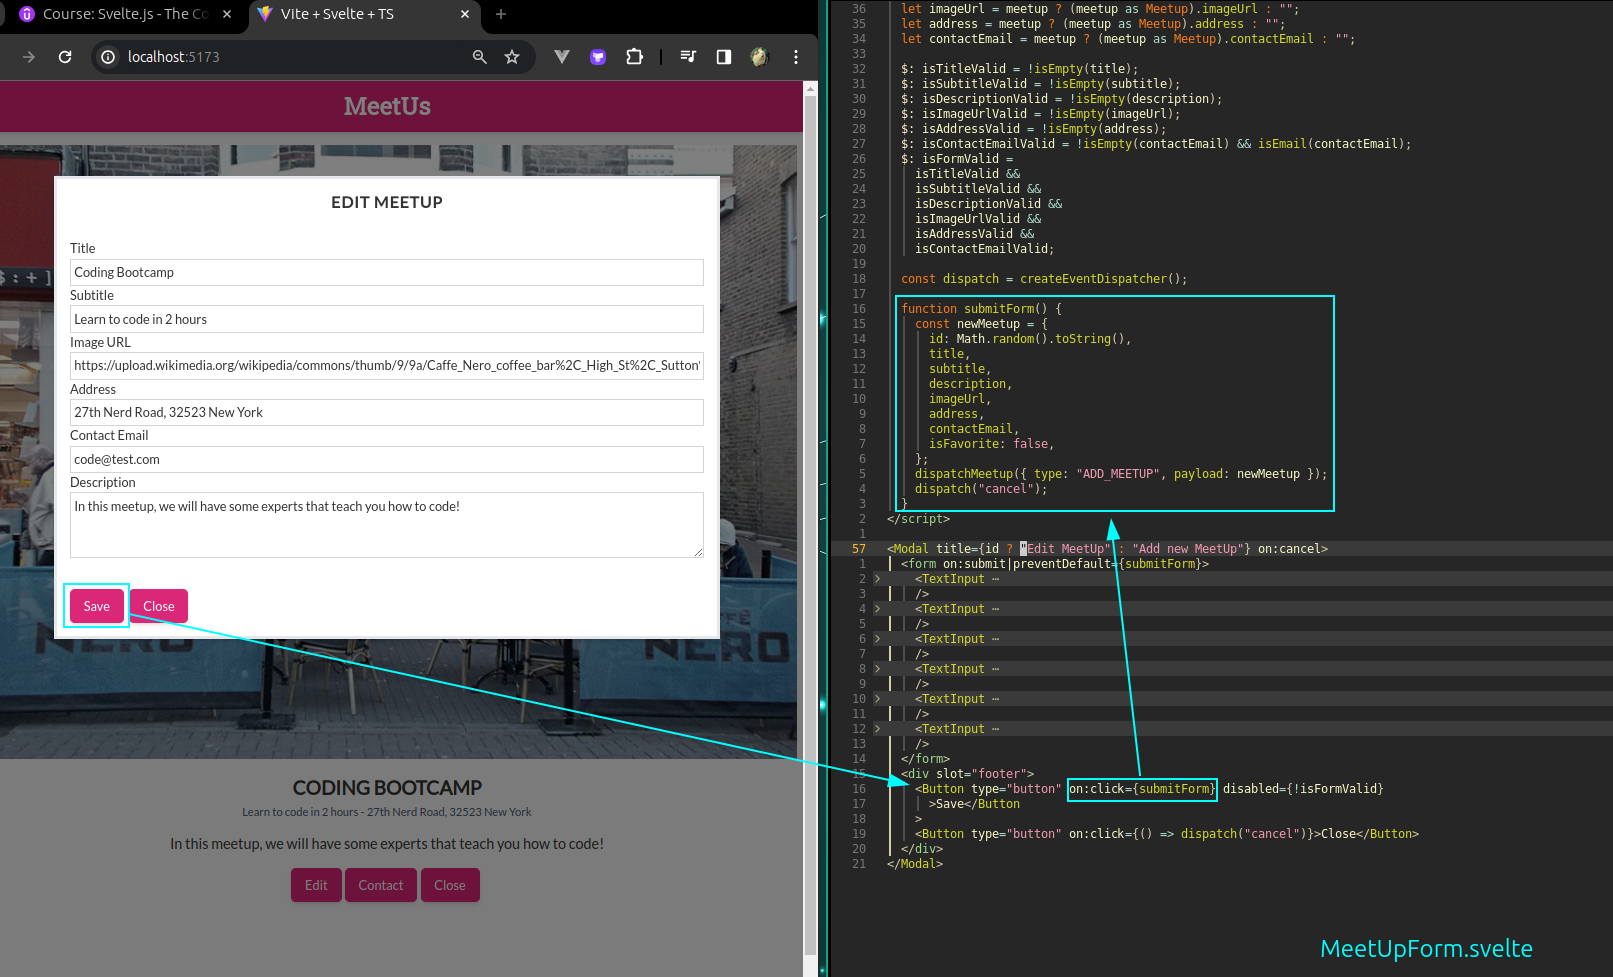 Course: Svelte.js - The Co
Vite + Svelte + TS
localhost:5173
MeetUs
$ : + ]
EDIT MEETUP
Title
Coding Bootcamp
Subtitle
Learn to code in 2 hours
Image URL
https://upload.wikimedia.org/wikipedia/commons/thumb/9/9a/Caffe_Nero_coffee_bar%2C_High_St%2C_Sutton
Address
27th Nerd Road, 32523 New York
Contact Email
code@test.com
Description
In this meetup, we will have some experts that teach you how to code!
Save Close
NERO NERO
CODING BOOTCAMP
Learn to code in 2 hours - 27th Nerd Road, 32523 New York
In this meetup, we will have some experts that teach you how to code!
Edit Contact Close
36 let imageUrl = meetup ? (meetup as Meetup).imageUrl : "";
35 let address = meetup ? (meetup as Meetup).address : "";
34 let contactEmail = meetup ? (meetup as Meetup).contactEmail : "";
33
32 $: isTitleValid = !isEmpty(title);
31 $: isSubtitleValid = !isEmpty(subtitle);
30 $: isDescriptionValid = !isEmpty(description);
29 $: isImageUrlValid = !isEmpty(imageUrl);
28 $: isAddressValid = !isEmpty(address);
27 $: isContactEmailValid = !isEmpty(contactEmail) && isEmail(contactEmail);
26 $: isFormValid =
25 isTitleValid &&
24 isSubtitleValid &&
23 isDescriptionValid &&
22 isImageUrlValid &&
21 isAddressValid &&
20 isContactEmailValid;
19
18 const dispatch = createEventDispatcher();
17
16 function submitForm() {
15 const newMeetup = {
14 id: Math.random().toString(),
13 title,
12 subtitle,
11 description,
10 imageUrl,
9 address,
8 contactEmail,
7 isFavorite: false,
6 };
5 dispatchMeetup({ type: "ADD_MEETUP", payload: newMeetup });
4 dispatch("cancel");
3 }
2 </script>
1
57 <Modal title={id ? "Edit MeetUp" : "Add new MeetUp"} on:cancel>
1 <form on:submit|preventDefault={submitForm}>
2 > <TextInput ⋯
3 />
4 > <TextInput ⋯
5 />
6 > <TextInput ⋯
7 />
8 > <TextInput ⋯
9 />
10 > <TextInput ⋯
11 />
12 > <TextInput ⋯
13 />
14 </form>
15 <div slot="footer">
16 <Button type="button" on:click={submitForm} disabled={!isFormValid}
17 >Save</Button
18 >
19 <Button type="button" on:click={() => dispatch("cancel")}>Close</Button>
20 </div>
21 </Modal>
MeetUpForm.svelte